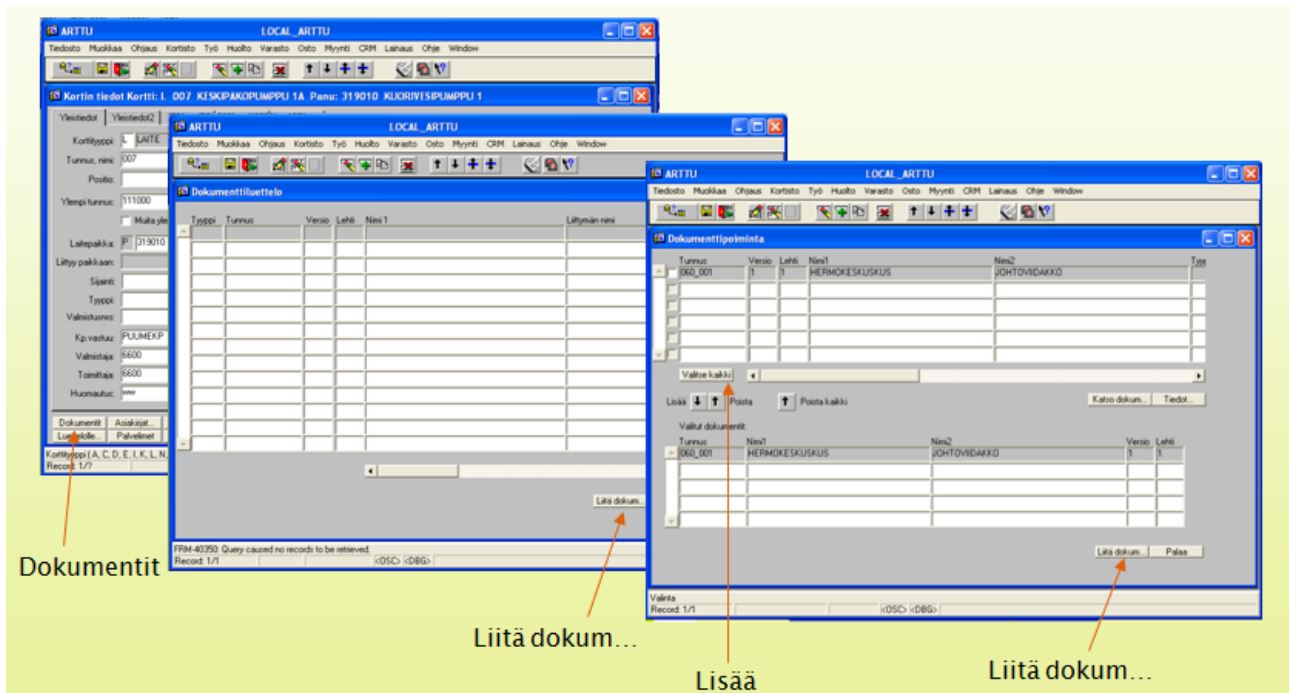 ARTTU LOCAL_ARTTU
Tiedosto Muokkaa Ohjaus Kortisto Työ Huolto Varasto Osto Myynti CRM Lainaus Ohje Window
Kortin tiedot Kortti: L 007 KESKIPAKOPUMPPU 1A Panu: 319010 KUORIVESIPUMPPU 1
Yleistiedot Yleistiedot2
Korttityyppi: L LAITE
Tunnus, nimi: 007
Positio:
Ylempi tunnus: 111000
Muita yle
Laitepaikka: P 319010
Liittyy paikkaan:
Sijainti:
Tyyppi:
Valmistusnro:
Kp.vastuu: PUUMEKP
Valmistaja: 6600
Toimittaja: 6600
Huomautus: www
Dokumentit Asiakirjat...
Palvelimet
Korttityyppi ( A, C, D, E, I, K, L, N,
Record: 1/?
ARTTU LOCAL_ARTTU
Tiedosto Muokkaa Ohjaus Kortisto Työ Huolto Varasto Osto Myynti CRM Lainaus Ohje Window
Dokumenttiluettelo
Tyyppi Tunnus Versio Lehti Nimi 1 Liittymän nimi
Liitä dokum...
FRM-40350: Query caused no records to be retrieved.
Record: 1/1 <OSC> <DBG>
ARTTU LOCAL_ARTTU
Tiedosto Muokkaa Ohjaus Kortisto Työ Huolto Varasto Osto Myynti CRM Lainaus Ohje Window
Dokumenttipoiminta
Tunnus Versio Lehti Nimi1 Nimi2 Tyy
060_001 1 1 HERMOKESKUSKUS JOHTOVIIDAKKO
Valitse kaikki
Lisää Poista Poista kaikki Katso dokum... Tiedot...
Valitut dokumentit:
Tunnus Nimi1 Nimi2 Versio Lehti
060_001 HERMOKESKUSKUS JOHTOVIIDAKKO 1 1
Liitä dokum... Palaa
Valinta
Record: 1/1 <OSC> <DBG>
Dokumentit
Liitä dokum...
Lisää
Liitä dokum...